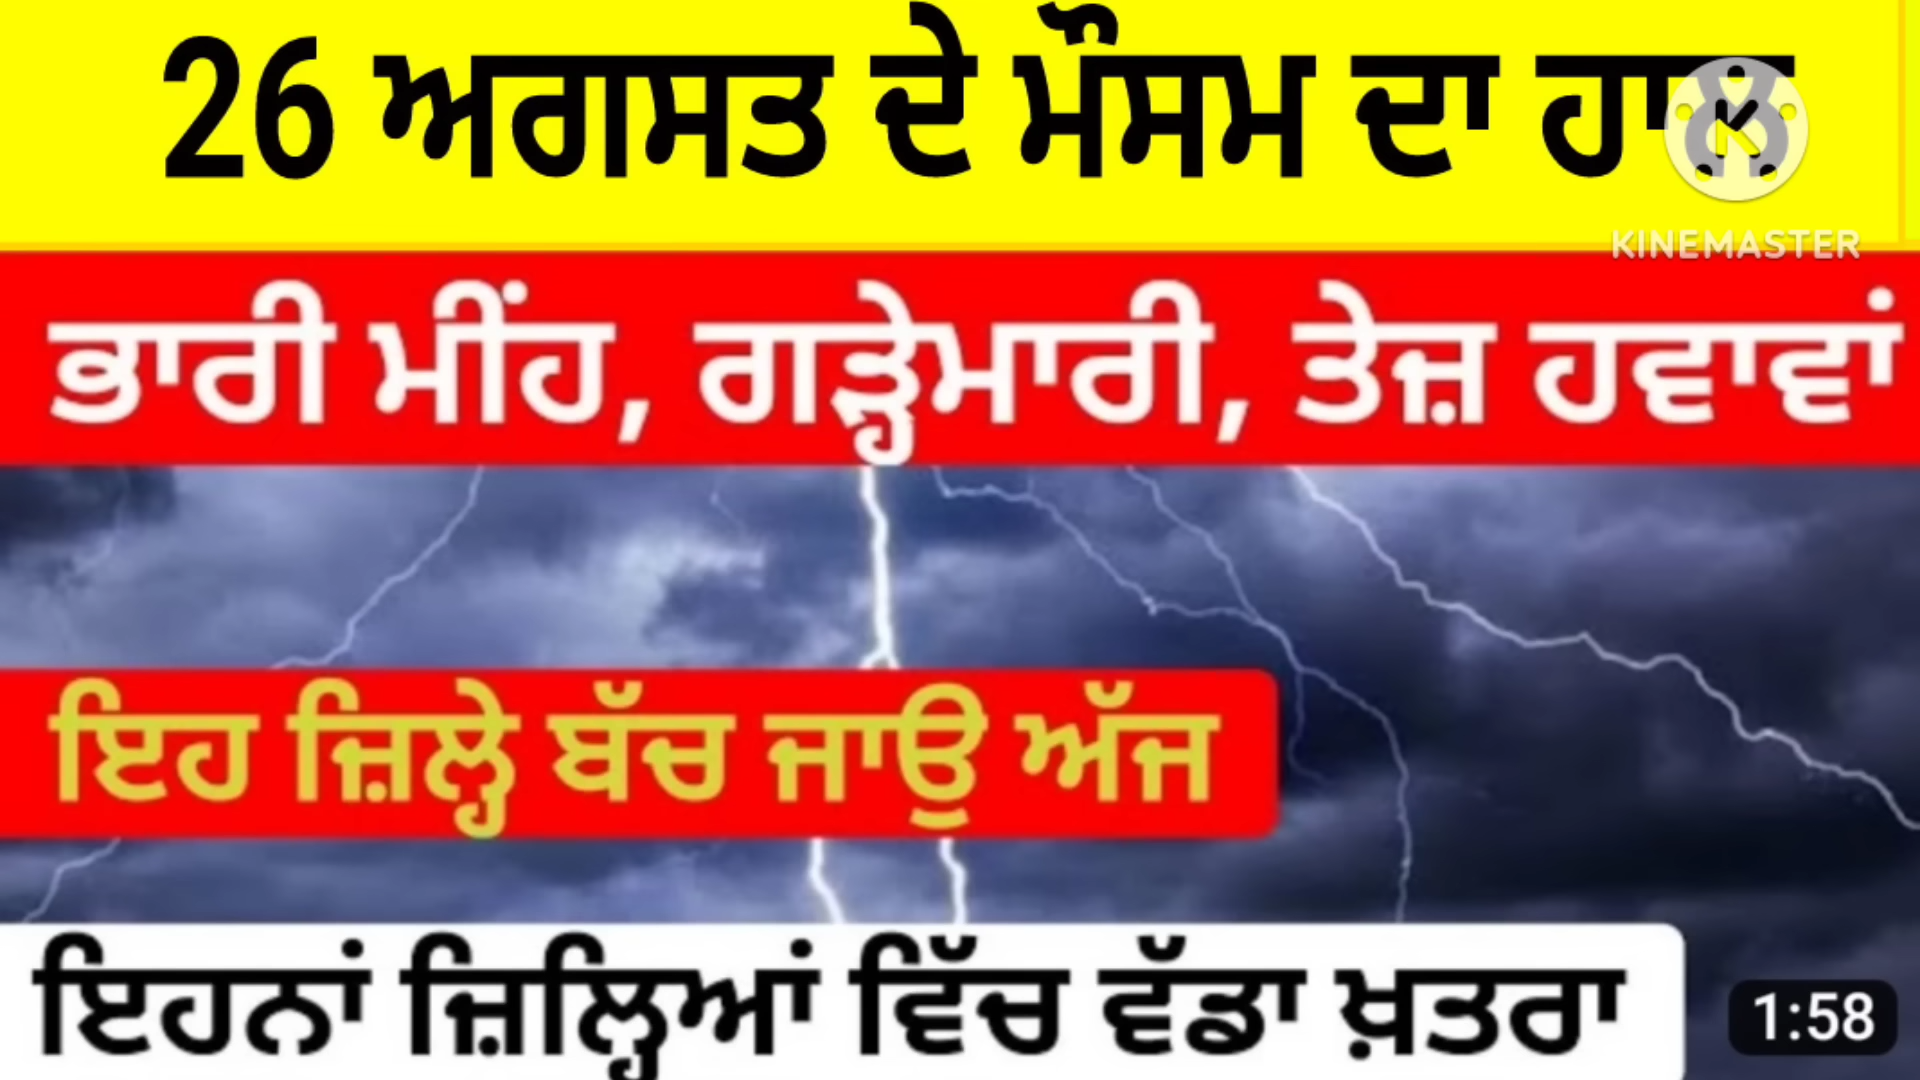 26 ਅਗਸਤ ਦੇ ਮੌਸਮ ਦਾ
KINEMASTER
ਭਾਰੀ ਮੀਂਹ, ਗੜ੍ਹੇਮਾਰੀ, ਤੇਜ਼ ਹਵਾਵਾਂ
ਇਹ ਜ਼ਿਲ੍ਹੇ ਬੱਚ ਜਾਉ ਅੱਜ
ਇਹਨਾਂ ਜ਼ਿਲ੍ਹਿਆਂ ਵਿੱਚ ਵੱਡਾ ਖ਼ਤਰਾ
1:58